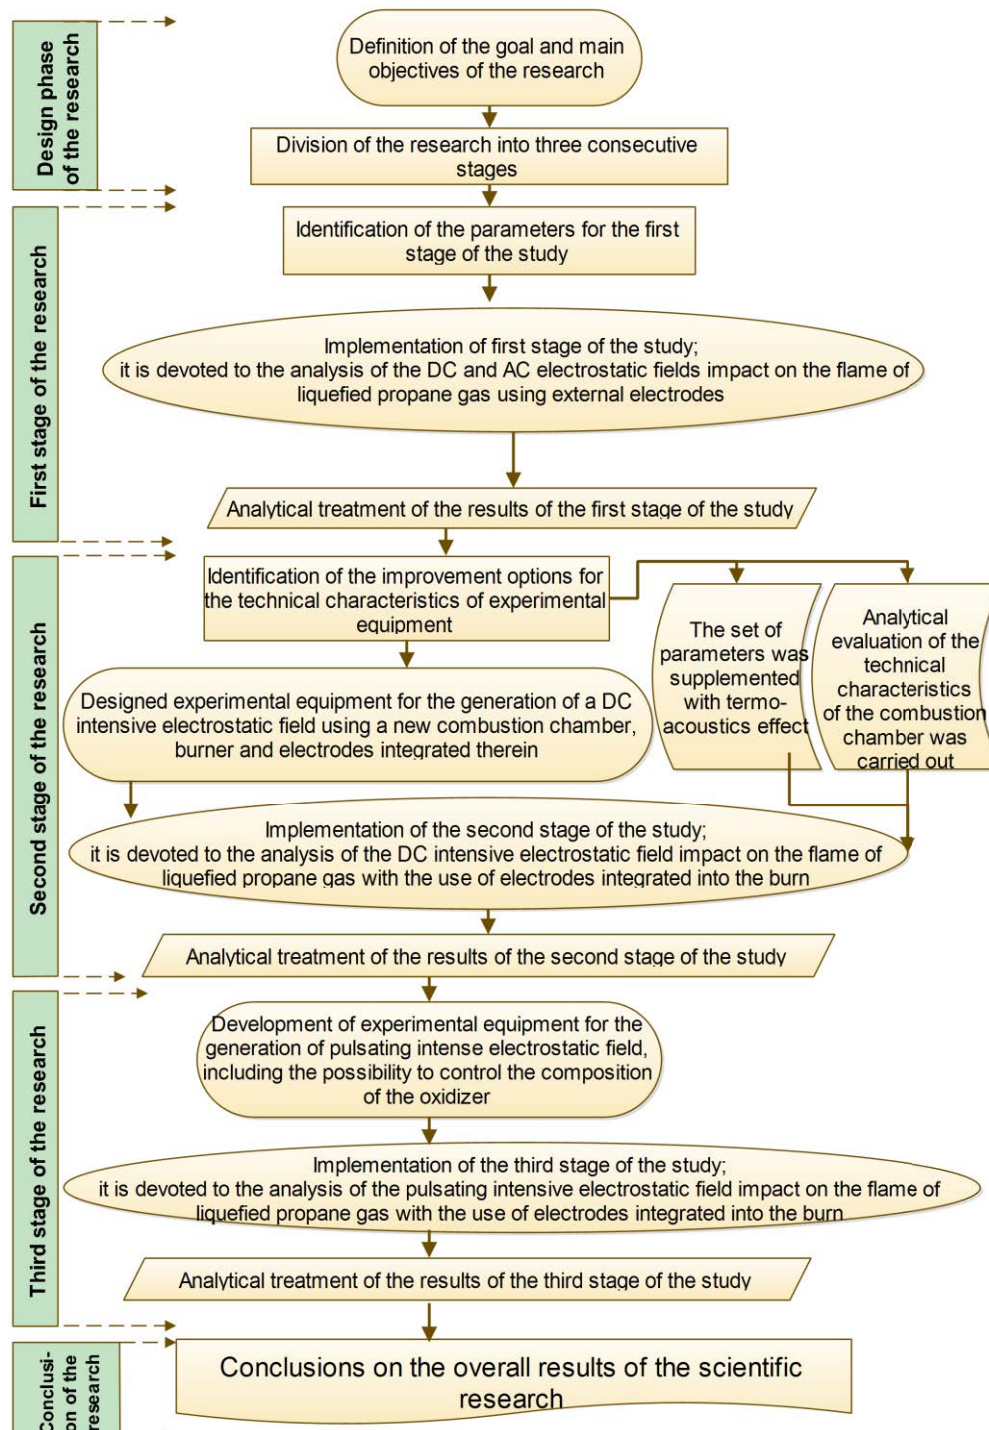 Design phase
of the research
Definition of the goal and main
objectives of the research
Division of the research into three consecutive
stages
First stage of the research
Identification of the parameters for the first
stage of the study
Implementation of first stage of the study;
it is devoted to the analysis of the DC and AC electrostatic fields impact on the flame of
liquefied propane gas using external electrodes
Analytical treatment of the results of the first stage of the study
Second stage of the research
Identification of the improvement options for
the technical characteristics of experimental
equipment
The set of
parameters was
supplemented
with termo-
acoustics effect
Analytical
evaluation of the
technical
characteristics
of the combustion
chamber was
carried out
Designed experimental equipment for the generation of a DC
intensive electrostatic field using a new combustion chamber,
burner and electrodes integrated therein
Implementation of the second stage of the study;
it is devoted to the analysis of the DC intensive electrostatic field impact on the flame of
liquefied propane gas with the use of electrodes integrated into the burn
Analytical treatment of the results of the second stage of the study
Third stage of the research
Development of experimental equipment for the
generation of pulsating intense electrostatic field,
including the possibility to control the composition
of the oxidizer
Implementation of the third stage of the study;
it is devoted to the analysis of the pulsating intensive electrostatic field impact on the flame of
liquefied propane gas with the use of electrodes integrated into the burn
Analytical treatment of the results of the third stage of the study
Conclusi-
on of the
research
Conclusions on the overall results of the scientific
research